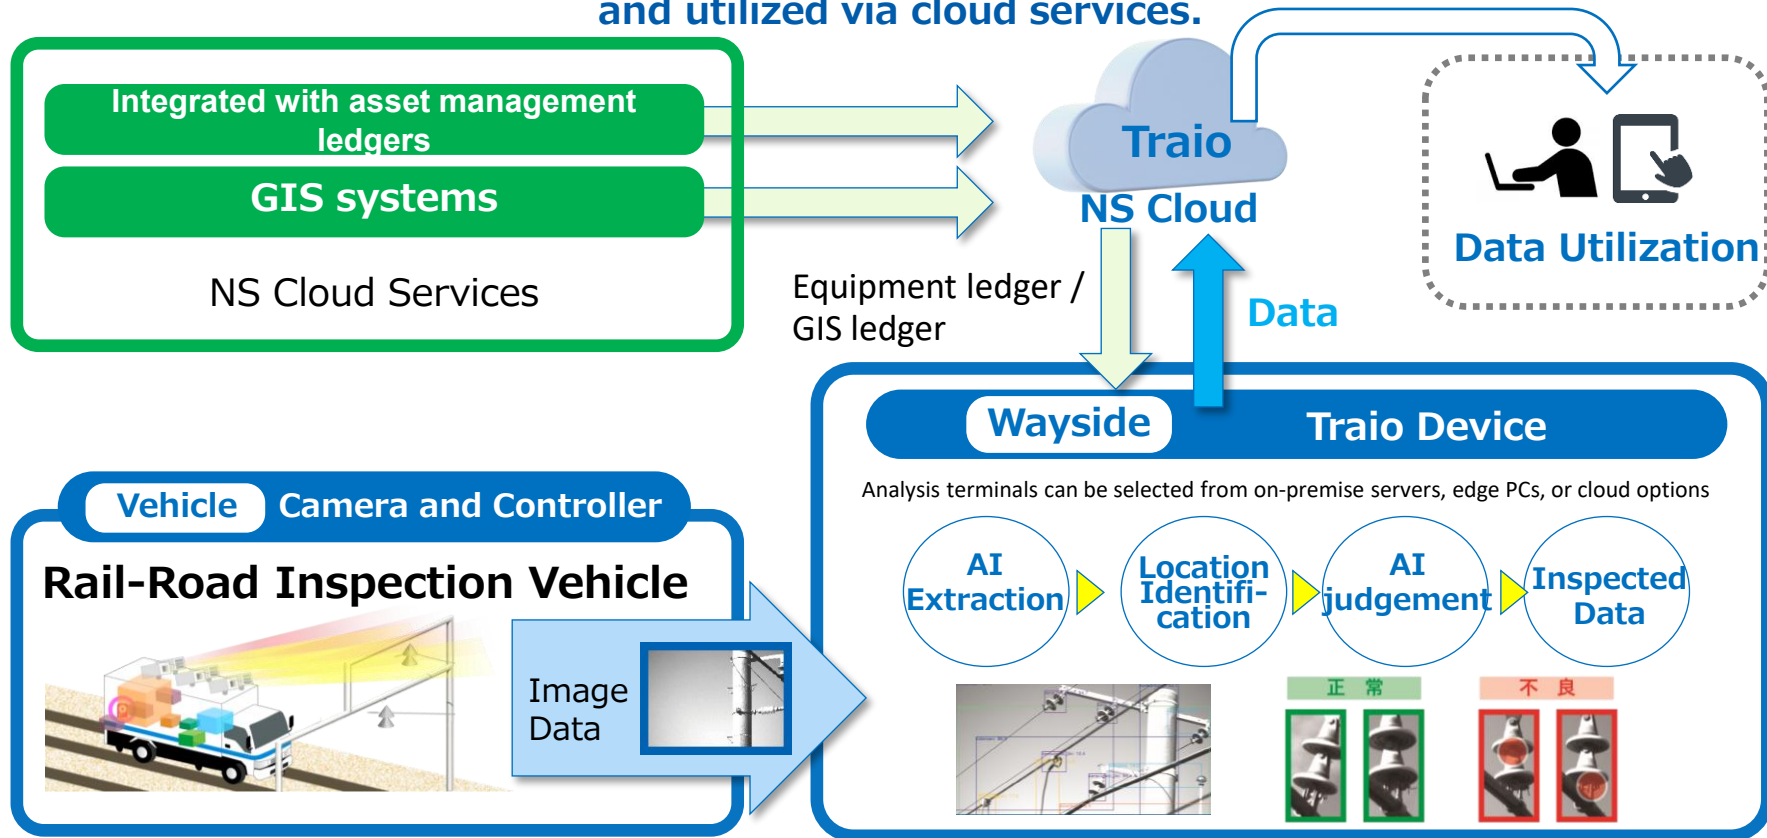 and utilized via cloud services.
Integrated with asset management
ledgers
GIS systems
NS Cloud Services
Traio
NS Cloud
Data Utilization
Equipment ledger /
GIS ledger
Data
Wayside
Traio Device
Analysis terminals can be selected from on-premise servers, edge PCs, or cloud options
AI
Extraction
Location
Identifi-
cation
AI
judgement
Inspected
Data
正常
不良
Vehicle
Camera and Controller
Rail-Road Inspection Vehicle
Image
Data